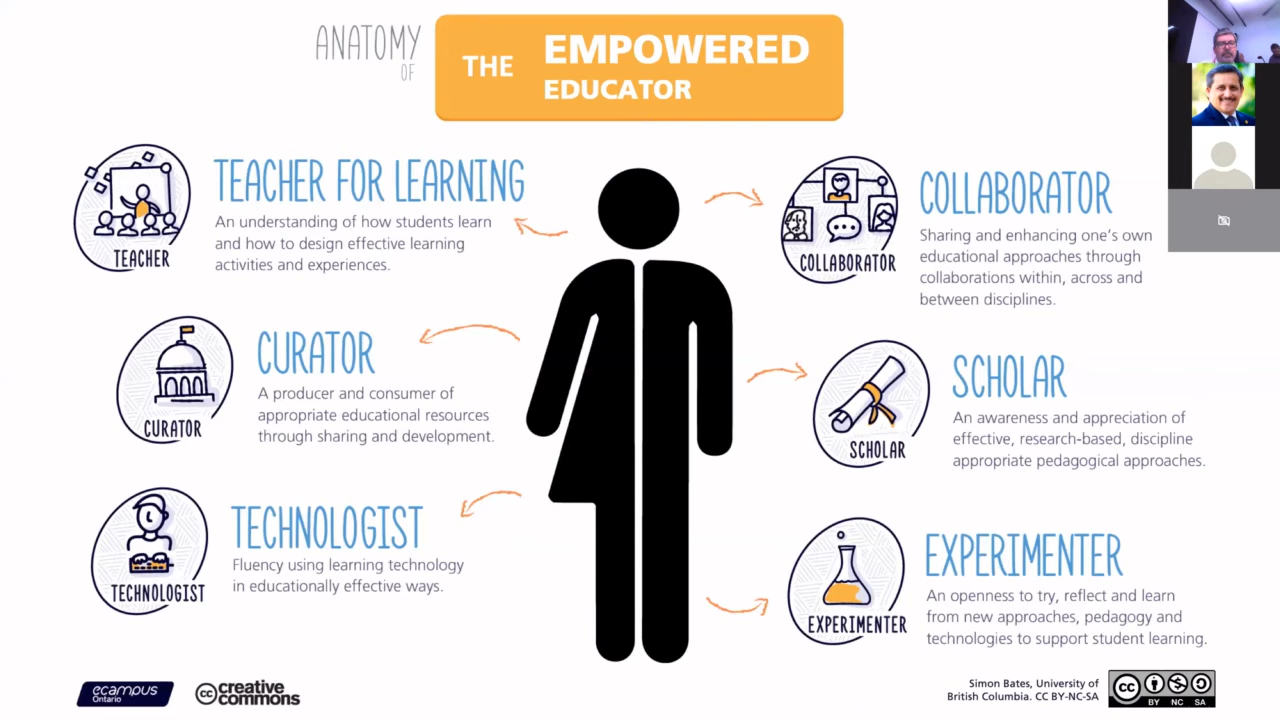 ANATOMY
OF
THE EMPOWERED
EDUCATOR
TEACHER
TEACHER FOR LEARNING
An understanding of how students learn
and how to design effective learning
activities and experiences.
CURATOR
CURATOR
A producer and consumer of
appropriate educational resources
through sharing and development.
TECHNOLOGIST
TECHNOLOGIST
Fluency using learning technology
in educationally effective ways.
COLLABORATOR
COLLABORATOR
Sharing and enhancing one's own
educational approaches through
collaborations within, across and
between disciplines.
SCHOLAR
SCHOLAR
An awareness and appreciation of
effective, research-based, discipline
appropriate pedagogical approaches.
EXPERIMENTER
EXPERIMENTER
An openness to try, reflect and learn
from new approaches, pedagogy and
technologies to support student learning.
ecampus
Ontario
cc creative
commons
Simon Bates, University of
British Columbia. CC BY-NC-SA
cc
BY NC SA